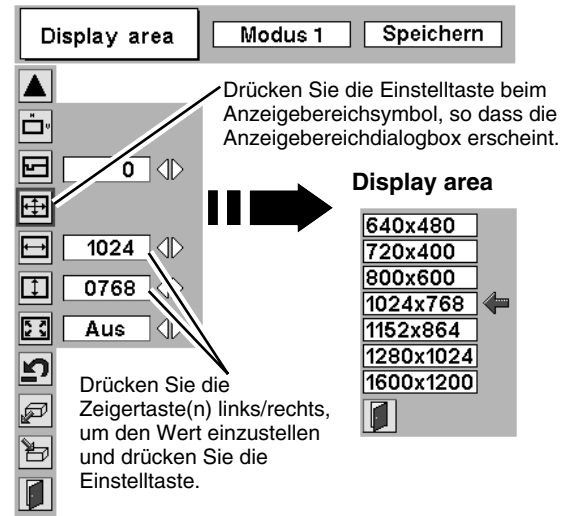 Display area
Modus 1
Speichern
Drücken Sie die Einstelltaste beim
Anzeigebereichsymbol, so dass die
Anzeigebereichdialogbox erscheint.
H
V
0
1024
0768
Aus
Display area
640x480
720x400
800x600
1024x768
1152x864
1280x1024
1600x1200
Drücken Sie die
Zeigertaste(n) links/rechts,
um den Wert einzustellen
und drücken Sie die
Einstelltaste.